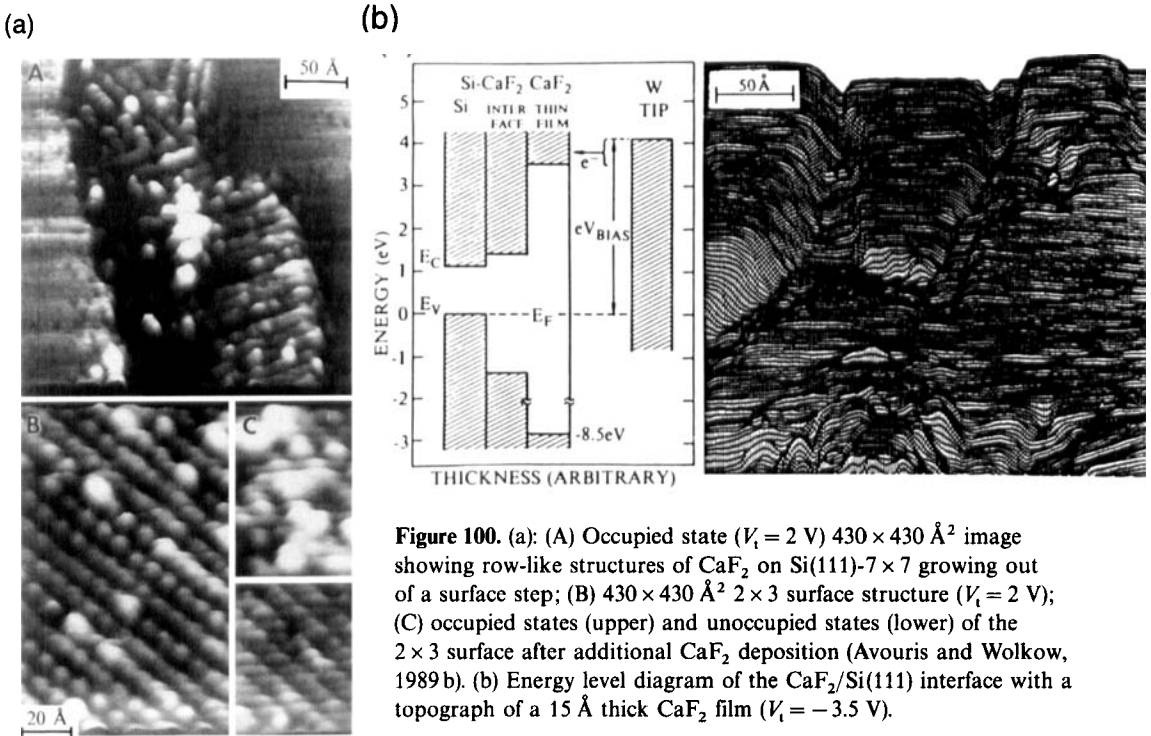 (a)
(b)
A
50 Å
B
C
20 Å
Si-CaF₂ CaF₂
Si INTER THIN
FACE FILM
W
TIP
5
4
3
2
1
0
-1
-2
-3
ENERGY (eV)
E_C
E_V
E_F
e⁻
eV_BIAS
-8.5eV
THICKNESS (ARBITRARY)
50 Å
Figure 100. (a): (A) Occupied state (V_t = 2 V) 430 × 430 Å² image
showing row-like structures of CaF₂ on Si(111)-7 × 7 growing out
of a surface step; (B) 430 × 430 Å² 2 × 3 surface structure (V_t = 2 V);
(C) occupied states (upper) and unoccupied states (lower) of the
2 × 3 surface after additional CaF₂ deposition (Avouris and Wolkow,
1989 b). (b) Energy level diagram of the CaF₂/Si(111) interface with a
topograph of a 15 Å thick CaF₂ film (V_t = − 3.5 V).